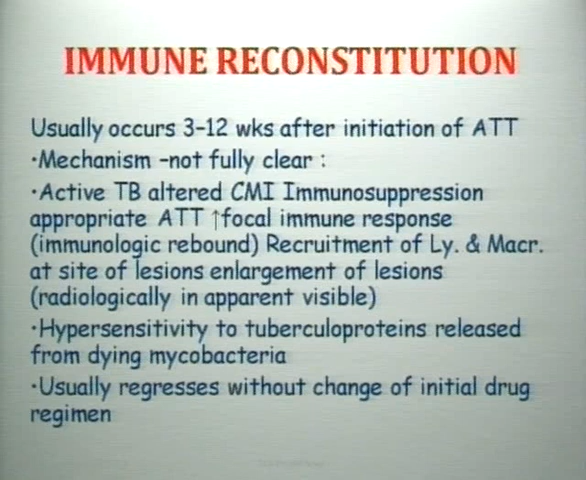 IMMUNE RECONSTITUTION
Usually occurs 3-12 wks after initiation of ATT
•Mechanism -not fully clear :
•Active TB altered CMI Immunosuppression
appropriate ATT ↑focal immune response
(immunologic rebound) Recruitment of Ly. & Macr.
at site of lesions enlargement of lesions
(radiologically in apparent visible)
•Hypersensitivity to tuberculoproteins released
from dying mycobacteria
•Usually regresses without change of initial drug
regimen